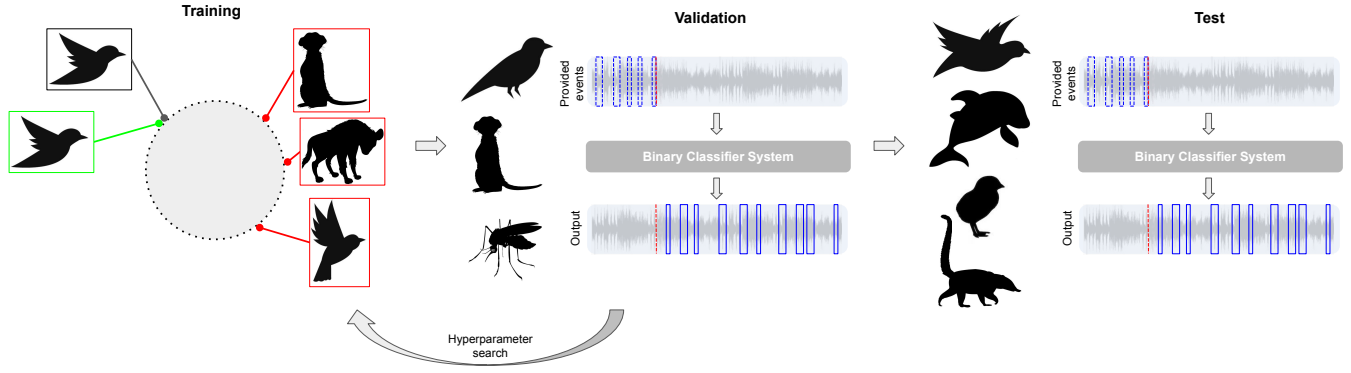 Training
Validation
Test
Provided
events
Binary Classifier System
Output
Provided
events
Binary Classifier System
Output
Hyperparameter
search